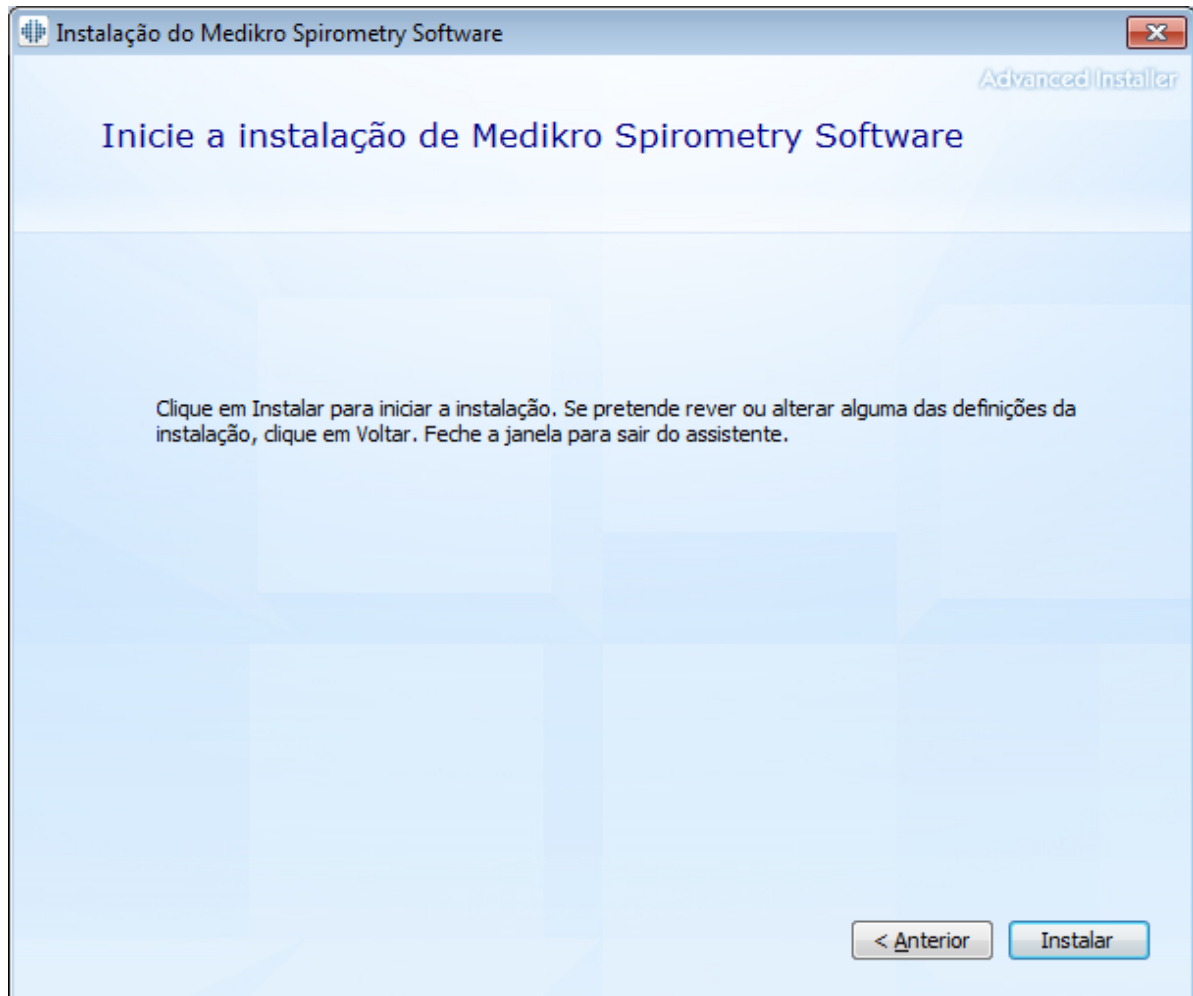 Instalação do Medikro Spirometry Software
Advanced Installer
Inicie a instalação de Medikro Spirometry Software
Clique em Instalar para iniciar a instalação. Se pretende rever ou alterar alguma das definições da
instalação, clique em Voltar. Feche a janela para sair do assistente.
< Anterior
Instalar